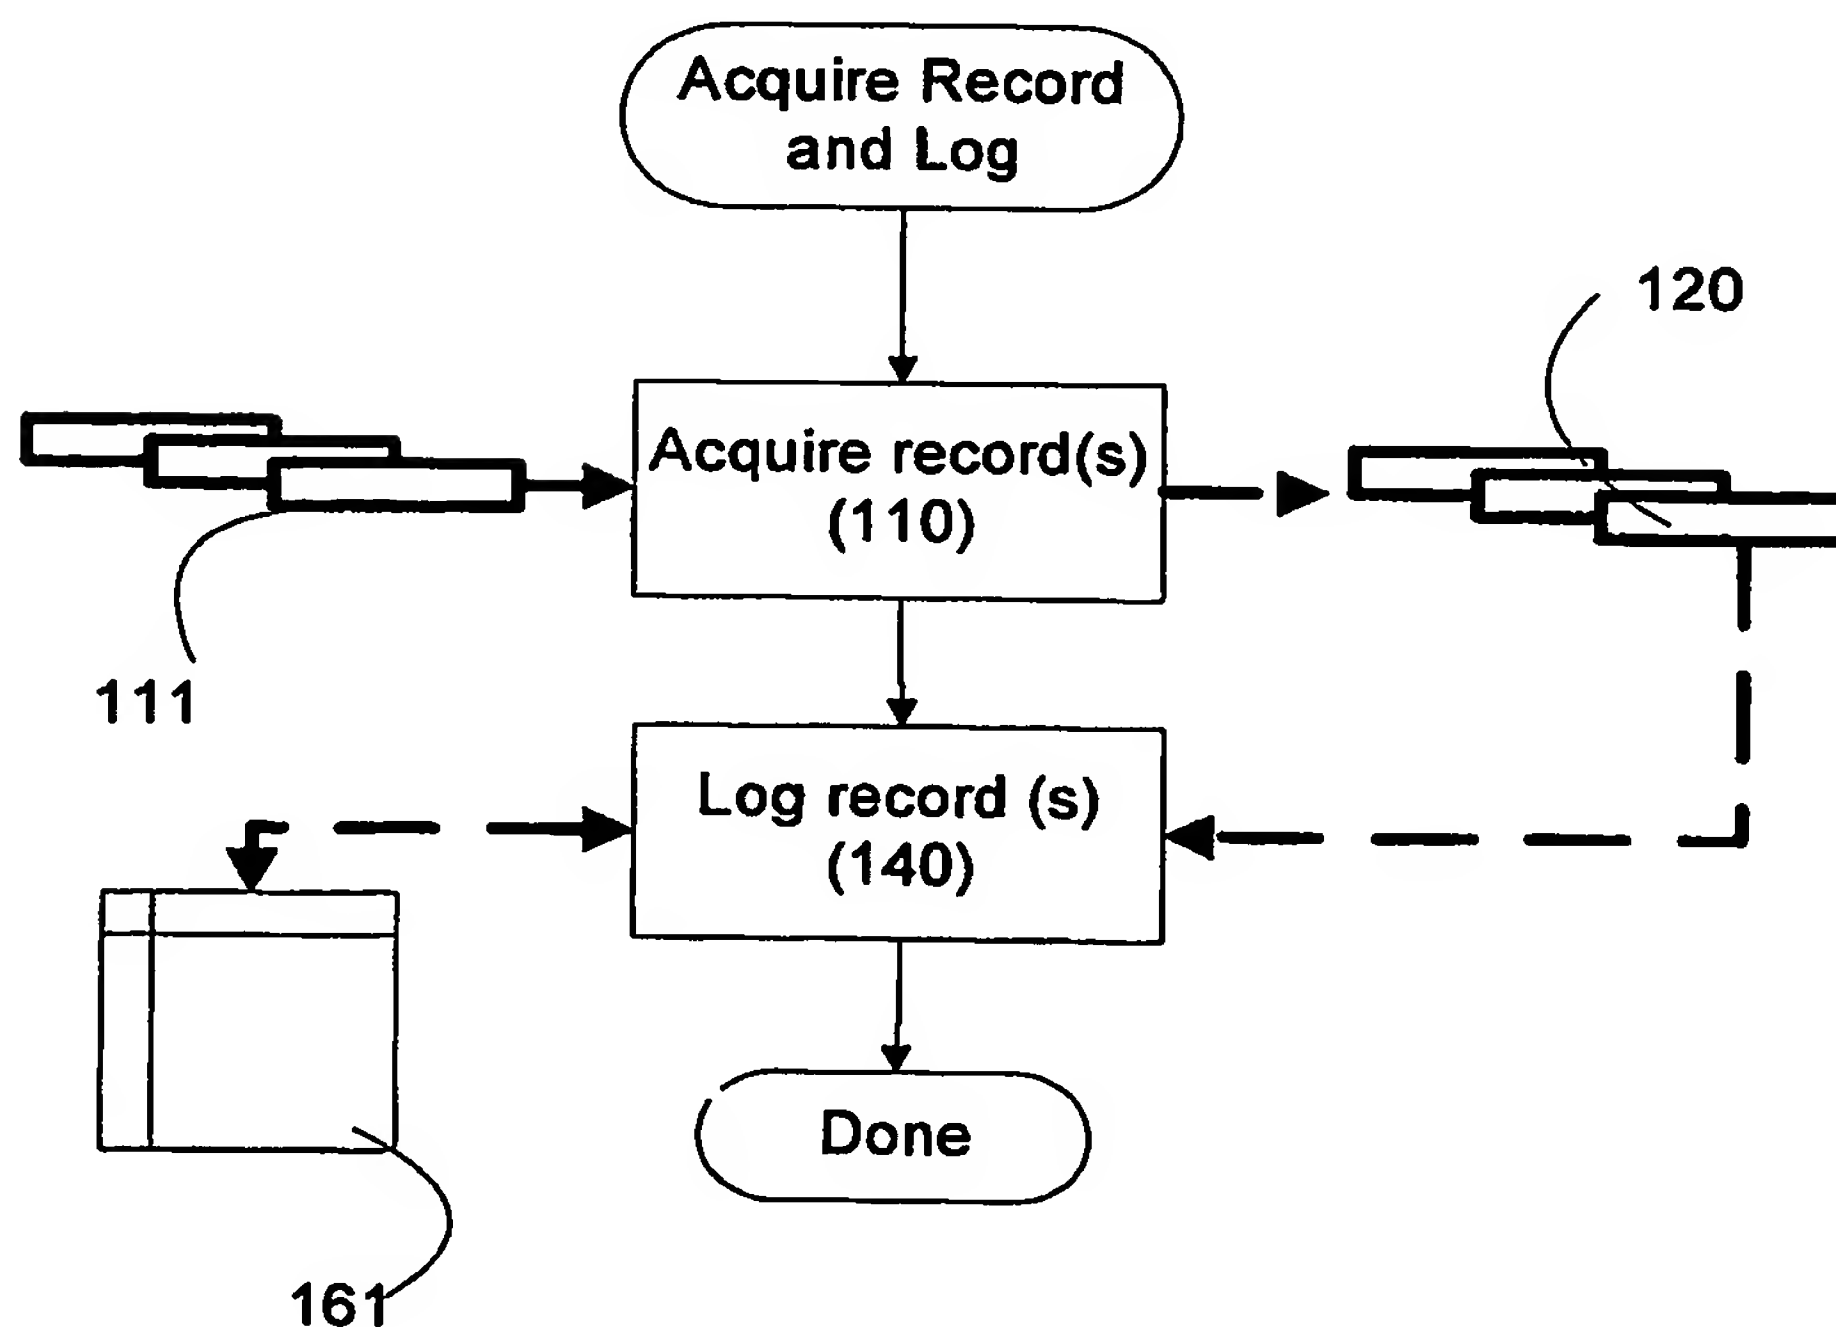 Acquire Record
and Log
120
Acquire record(s)
(110)
111
Log record (s)
(140)
Done
161